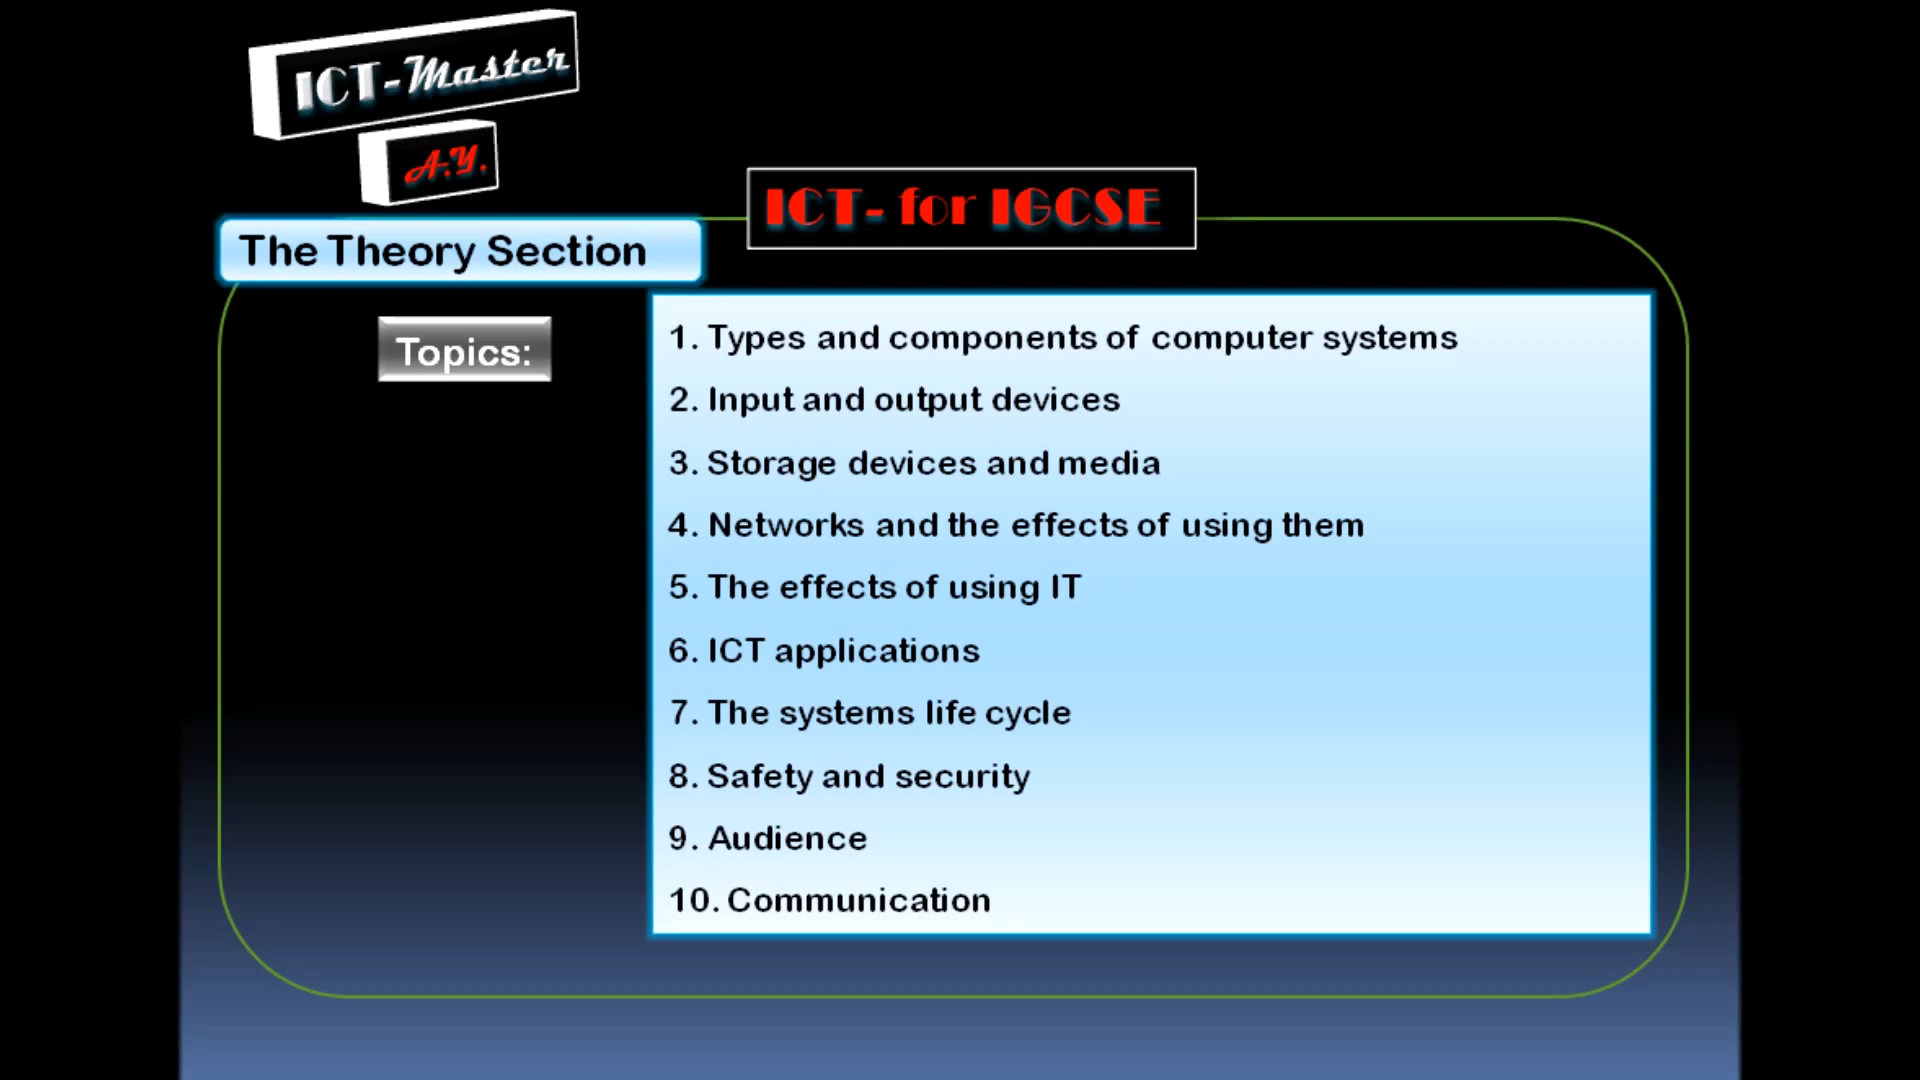 ICT-Master
A.Y.
ICT- for IGCSE
The Theory Section
Topics:
1. Types and components of computer systems
2. Input and output devices
3. Storage devices and media
4. Networks and the effects of using them
5. The effects of using IT
6. ICT applications
7. The systems life cycle
8. Safety and security
9. Audience
10. Communication